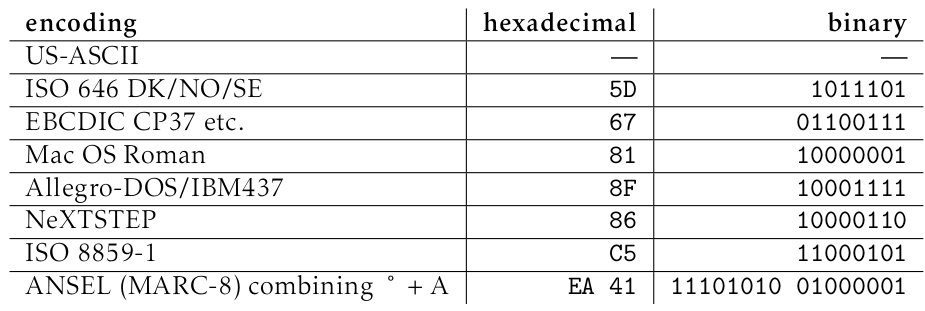 encoding hexadecimal binary
US-ASCII — —
ISO 646 DK/NO/SE 5D 1011101
EBCDIC CP37 etc. 67 01100111
Mac OS Roman 81 10000001
Allegro-DOS/IBM437 8F 10001111
NeXTSTEP 86 10000110
ISO 8859-1 C5 11000101
ANSEL (MARC-8) combining ˚ + A EA 41 11101010 01000001